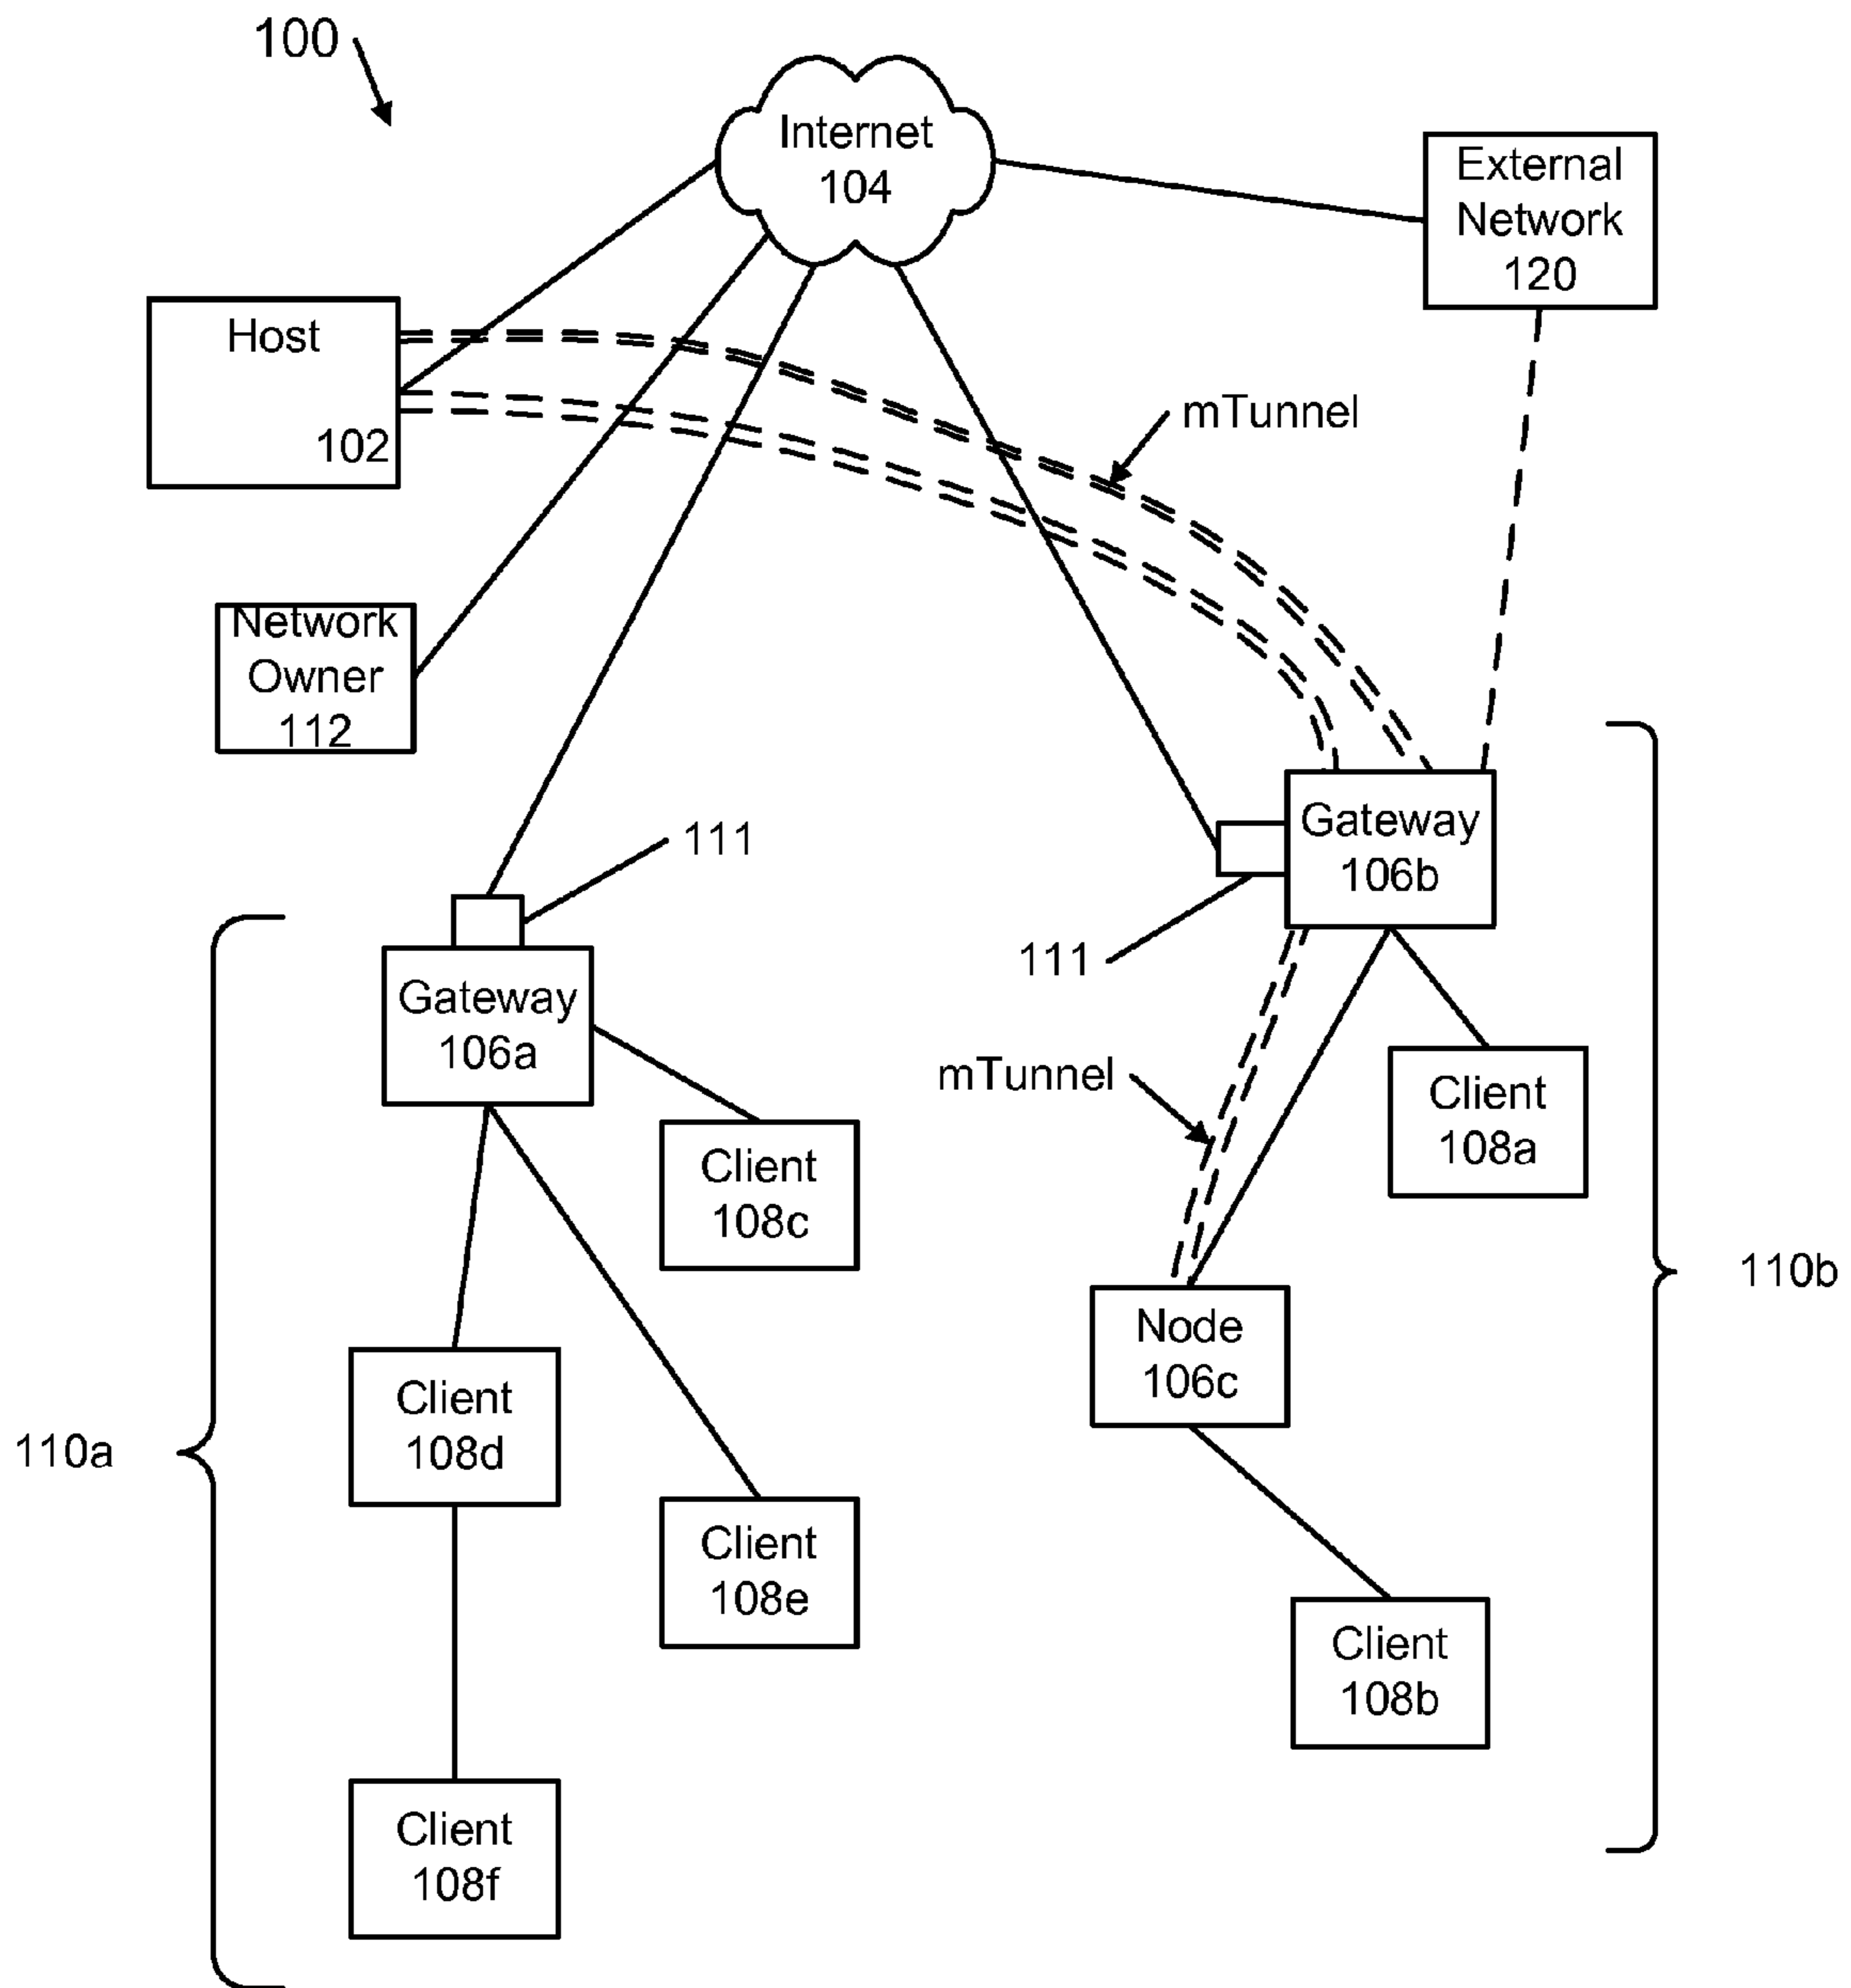 100
Internet
104
External
Network
120
Host
102
mTunnel
Network
Owner
112
Gateway
106b
111
111
Gateway
106a
mTunnel
Client
108a
Client
108c
110b
Node
106c
Client
108d
110a
Client
108e
Client
108b
Client
108f